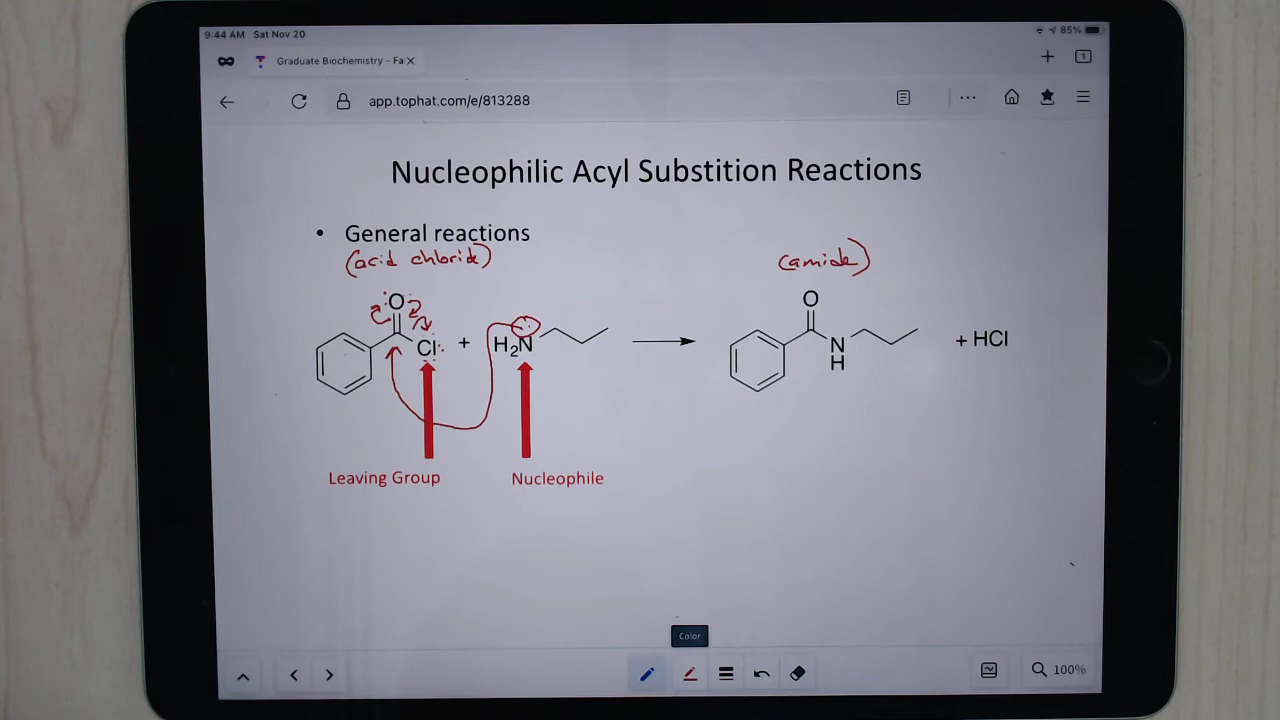 9:44 AM Sat Nov 20
85%
Graduate Biochemistry - Fa
1
app.tophat.com/e/813288
Nucleophilic Acyl Substition Reactions
• General reactions
(acid chloride)
(amide)
O
O
Cl + H2N
N
H
+ HCl
Leaving Group
Nucleophile
Color
100%